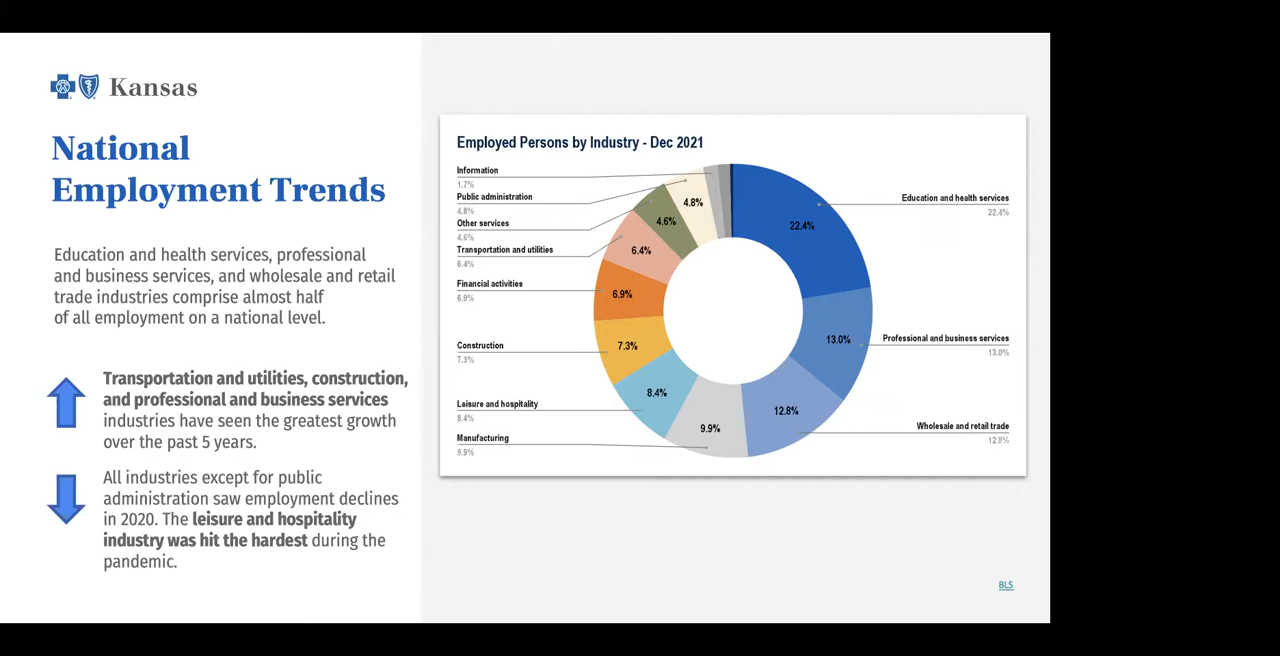 Kansas
National
Employment Trends
Education and health services, professional
and business services, and wholesale and retail
trade industries comprise almost half
of all employment on a national level.
Transportation and utilities, construction,
and professional and business services
industries have seen the greatest growth
over the past 5 years.
All industries except for public
administration saw employment declines
in 2020. The leisure and hospitality
industry was hit the hardest during the
pandemic.
Employed Persons by Industry - Dec 2021
Information
1.7%
Public administration
4.8%
Other services
4.6%
Transportation and utilities
6.4%
Financial activities
6.9%
Construction
7.3%
Leisure and hospitality
8.4%
Manufacturing
9.9%
4.8%
4.6%
6.4%
6.9%
7.3%
8.4%
9.9%
12.8%
13.0%
22.4%
Education and health services
22.4%
Professional and business services
13.0%
Wholesale and retail trade
12.8%
BLS